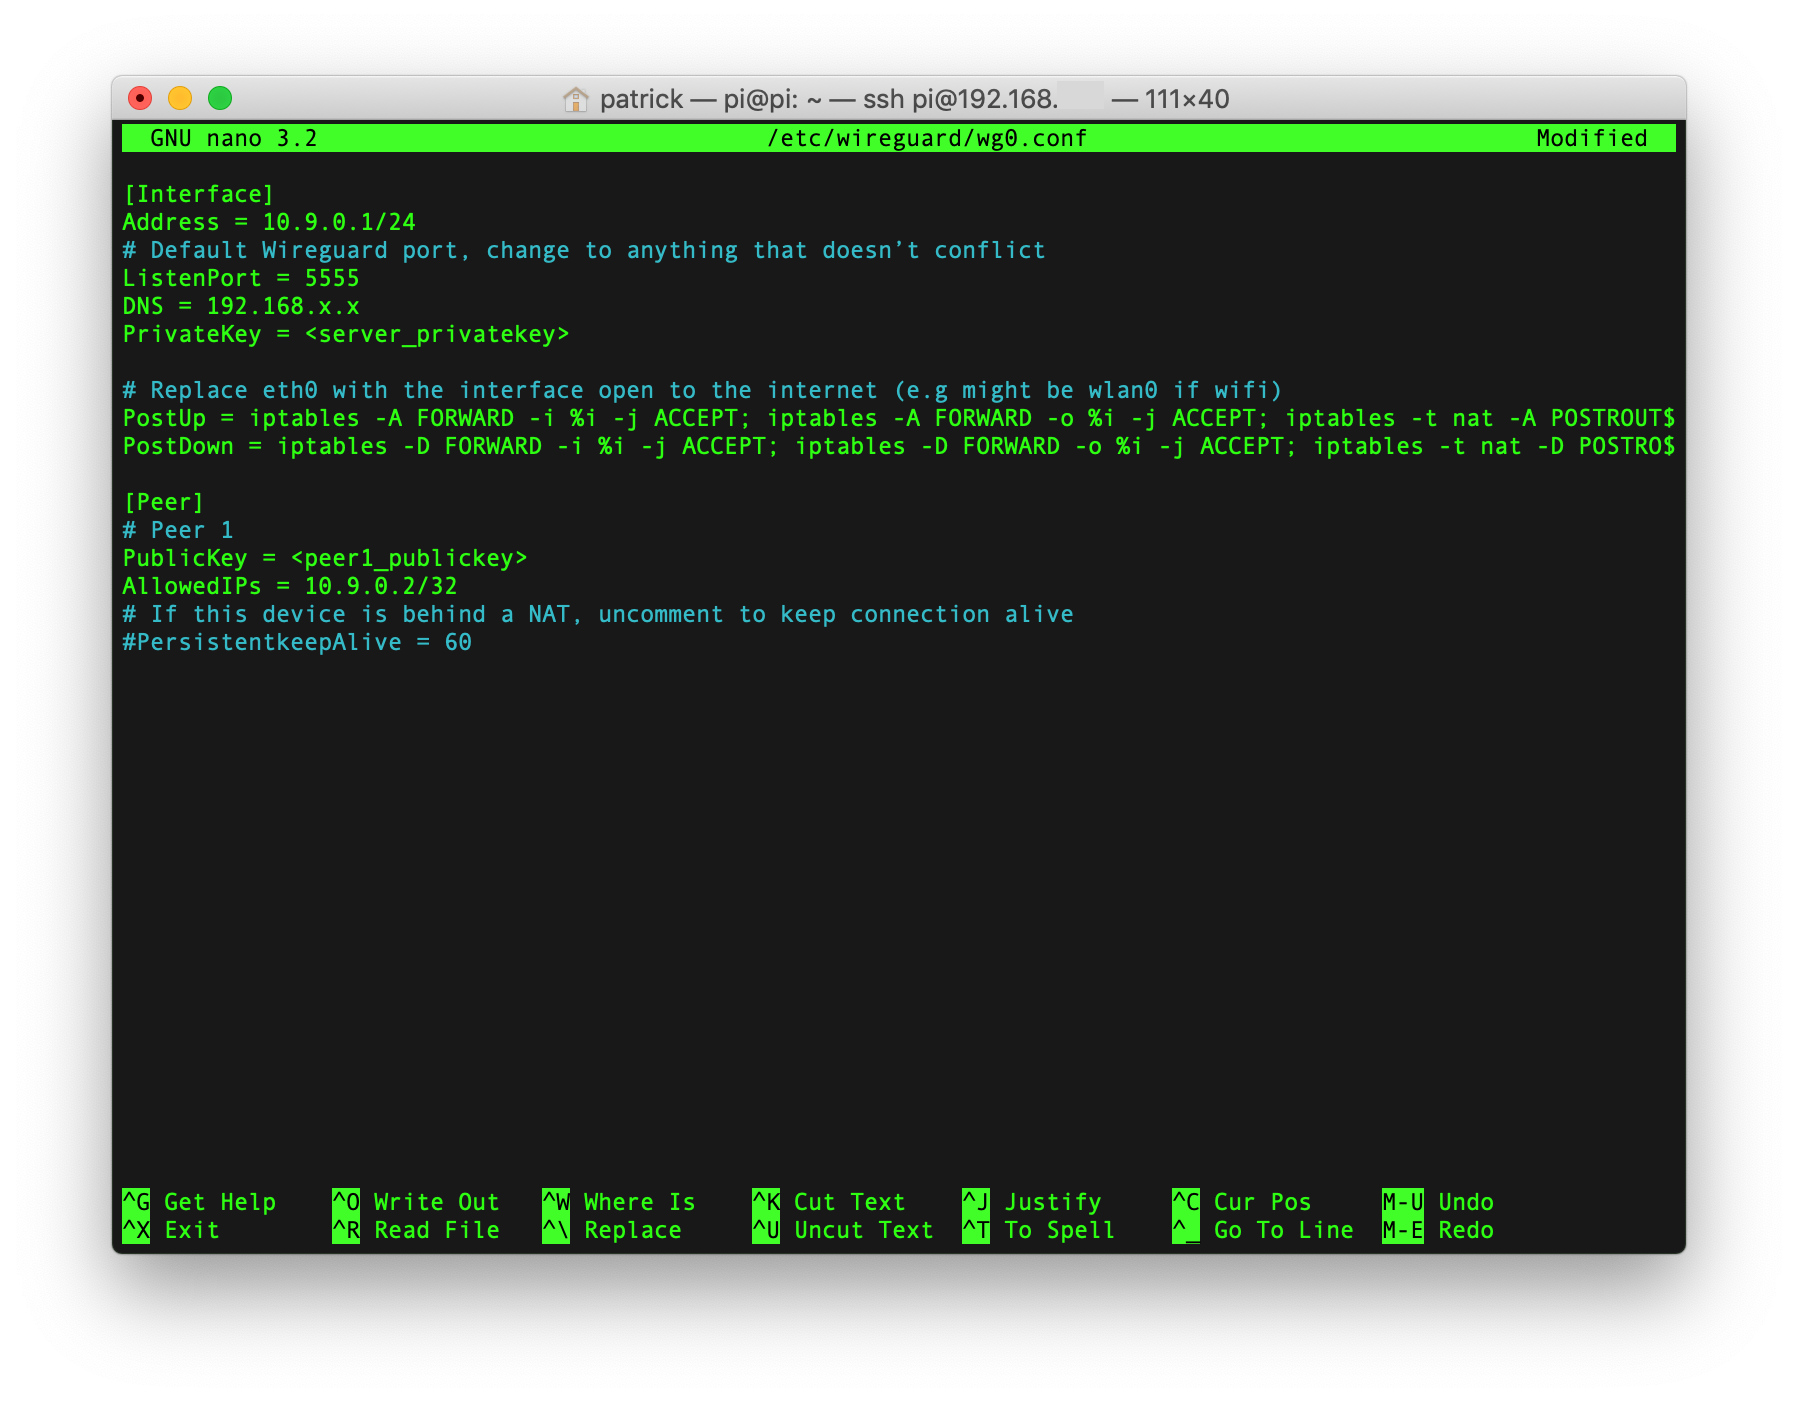 patrick — pi@pi: ~ — ssh pi@192.168. — 111×40
GNU nano 3.2 /etc/wireguard/wg0.conf Modified
[Interface]
Address = 10.9.0.1/24
# Default Wireguard port, change to anything that doesn’t conflict
ListenPort = 5555
DNS = 192.168.x.x
PrivateKey = <server_privatekey>
# Replace eth0 with the interface open to the internet (e.g might be wlan0 if wifi)
PostUp = iptables -A FORWARD -i %i -j ACCEPT; iptables -A FORWARD -o %i -j ACCEPT; iptables -t nat -A POSTROUT$
PostDown = iptables -D FORWARD -i %i -j ACCEPT; iptables -D FORWARD -o %i -j ACCEPT; iptables -t nat -D POSTRO$
[Peer]
# Peer 1
PublicKey = <peer1_publickey>
AllowedIPs = 10.9.0.2/32
# If this device is behind a NAT, uncomment to keep connection alive
#PersistentkeepAlive = 60
^G Get Help ^O Write Out ^W Where Is ^K Cut Text ^J Justify ^C Cur Pos M-U Undo
^X Exit ^R Read File ^\ Replace ^U Uncut Text ^T To Spell ^_ Go To Line M-E Redo